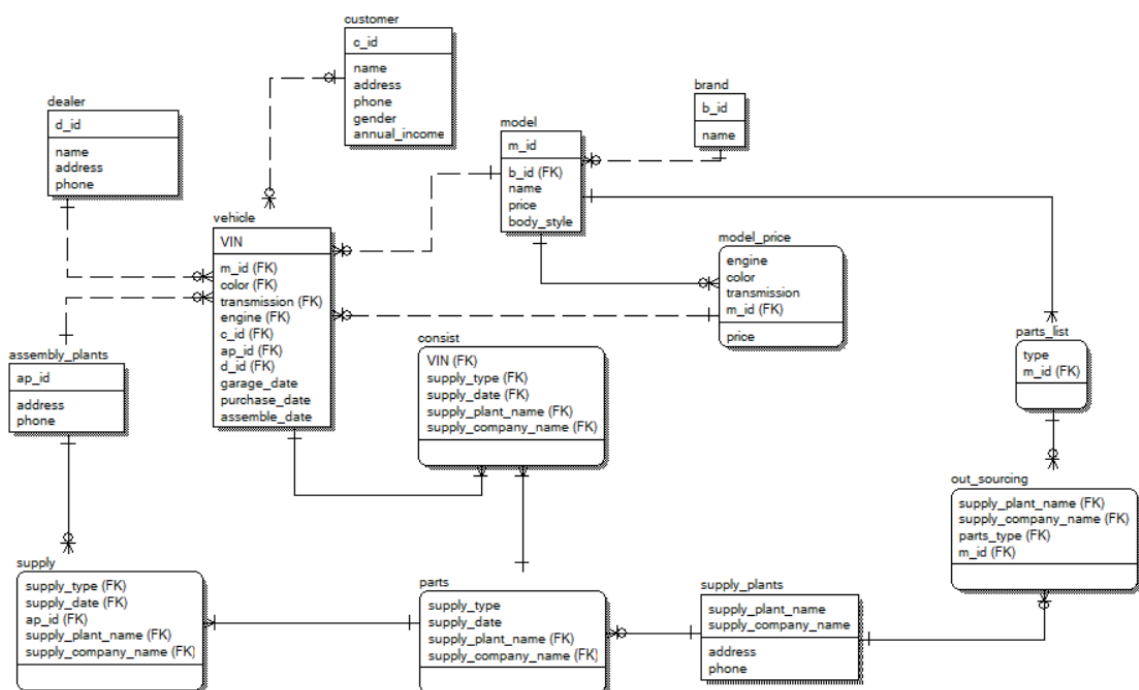 customer
c_id
name
address
phone
gender
annual_income
dealer
d_id
name
address
phone
brand
b_id
name
model
m_id
b_id (FK)
name
price
body_style
vehicle
VIN
m_id (FK)
color (FK)
transmission (FK)
engine (FK)
c_id (FK)
ap_id (FK)
d_id (FK)
garage_date
purchase_date
assemble_date
model_price
engine
color
transmission
m_id (FK)
price
assembly_plants
ap_id
address
phone
consist
VIN (FK)
supply_type (FK)
supply_date (FK)
supply_plant_name (FK)
supply_company_name (FK)
parts_list
type
m_id (FK)
out_sourcing
supply_plant_name (FK)
supply_company_name (FK)
parts_type (FK)
m_id (FK)
supply
supply_type (FK)
supply_date (FK)
ap_id (FK)
supply_plant_name (FK)
supply_company_name (FK)
parts
supply_type
supply_date
supply_plant_name (FK)
supply_company_name (FK)
supply_plants
supply_plant_name
supply_company_name
address
phone